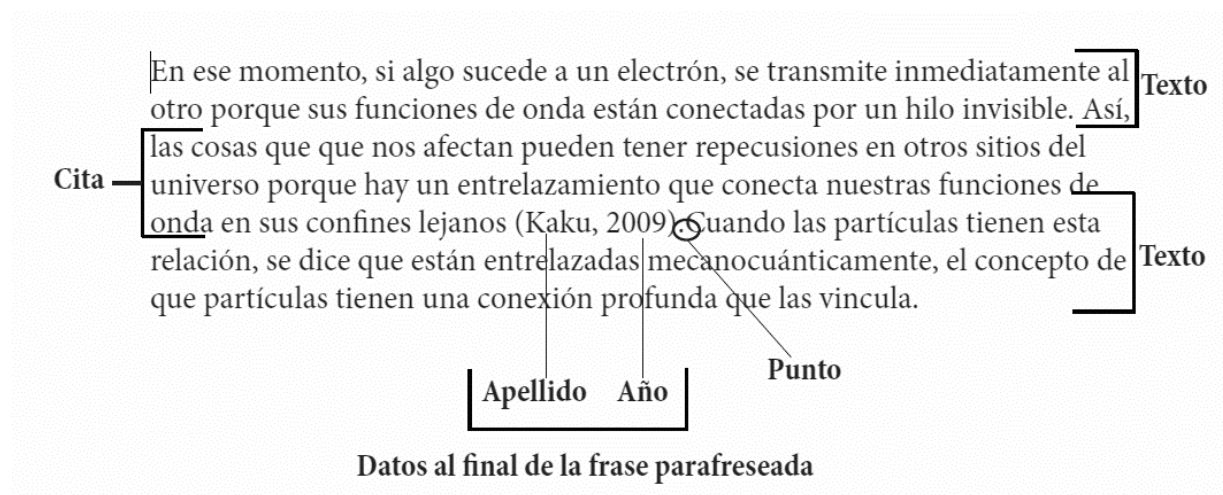 En ese momento, si algo sucede a un electrón, se transmite inmediatamente al
Texto
otro porque sus funciones de onda están conectadas por un hilo invisible. Así,
las cosas que que nos afectan pueden tener repecusiones en otros sitios del
Cita
universo porque hay un entrelazamiento que conecta nuestras funciones de
onda en sus confines lejanos (Kaku, 2009). Cuando las partículas tienen esta
relación, se dice que están entrelazadas mecanocuánticamente, el concepto de
Texto
que partículas tienen una conexión profunda que las vincula.
Punto
Apellido Año
Datos al final de la frase parafreseada